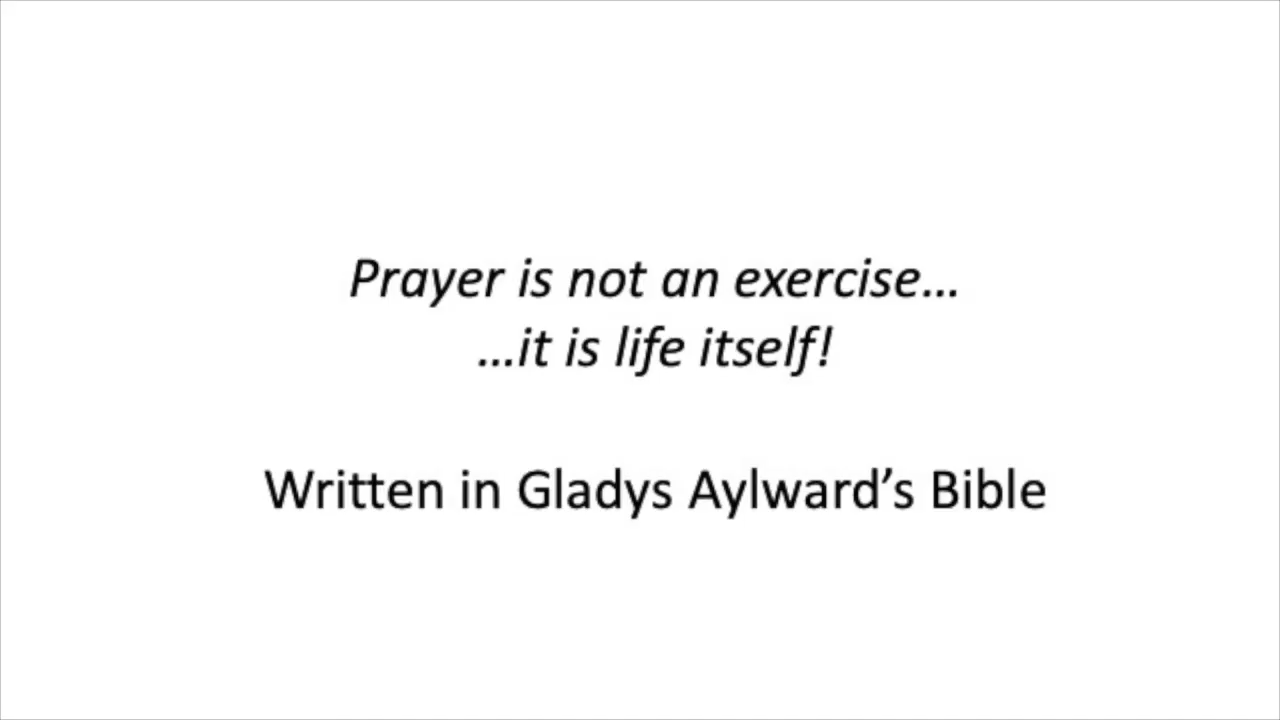 Prayer is not an exercise…
…it is life itself!
Written in Gladys Aylward’s Bible